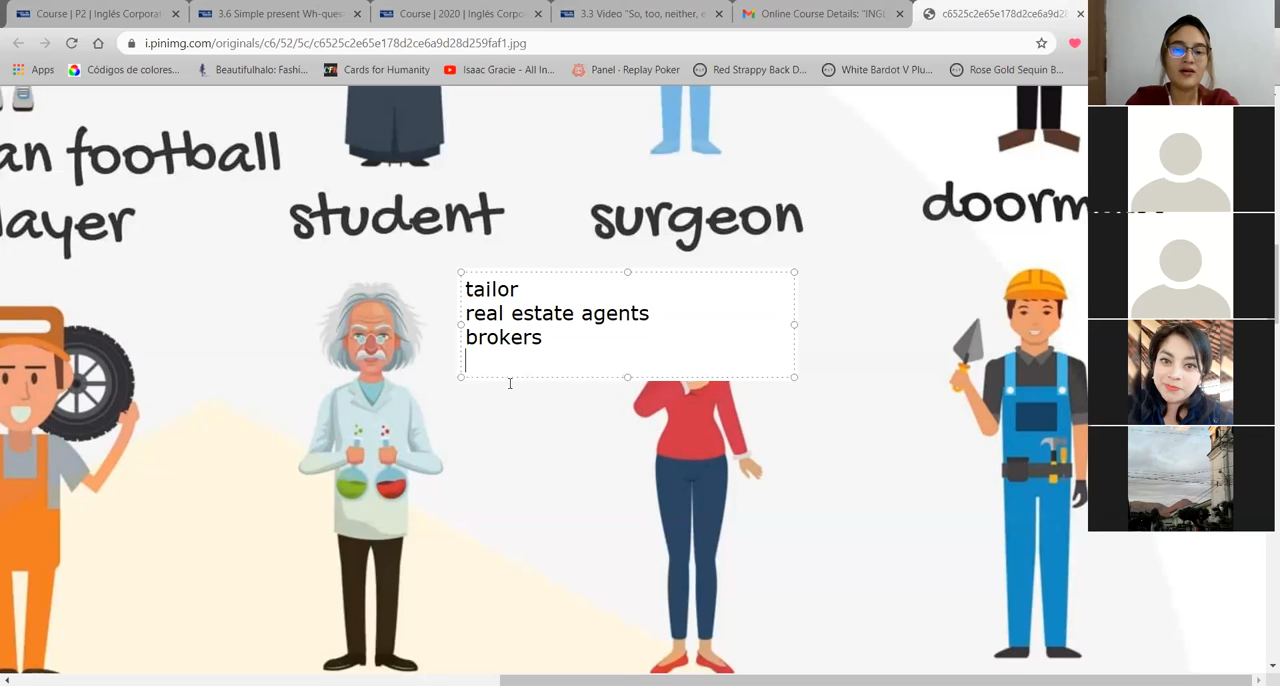 Course | P2 | Inglés Corporat
3.6 Simple present Wh-ques
Course | 2020 | Inglés Corpo
3.3 Video "So, too, neither, e
Online Course Details: "INGL
c6525c2e65e178d2ce6a9d28
i.pinimg.com/originals/c6/52/5c/c6525c2e65e178d2ce6a9d28d259faf1.jpg
Apps
Códigos de colores...
Beautifulhalo: Fashi...
Cards for Humanity
Isaac Gracie - All In...
Panel · Replay Poker
Red Strappy Back D...
White Bardot V Plu...
Rose Gold Sequin B...
an football
layer
student
surgeon
doorm
tailor
real estate agents
brokers